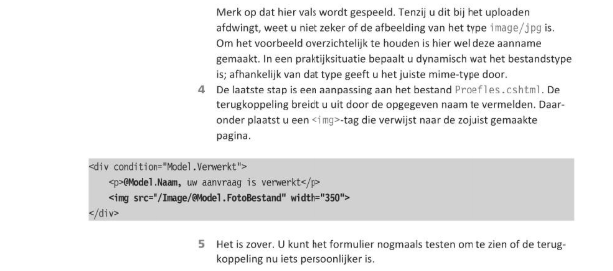 Merk op dat hier vals wordt gespeeld. Tenzij u dit bij het uploaden
afdwingt, weet u niet zeker of de afbeelding van het type image/jpg is.
Om het voorbeeld overzichtelijk te houden is hier wel deze aanname
gemaakt. In een praktijksituatie bepaalt u dynamisch wat het bestandstype
is; afhankelijk van dat type geeft u het juiste mime-type door.
4 De laatste stap is een aanpassing aan het bestand Proefles.cshtml. De
terugkoppeling breidt u uit door de opgegeven naam te vermelden. Daar-
onder plaatst u een <img>-tag die verwijst naar de zojuist gemaakte
pagina.
<div condition="Model.Verwerkt">
<p>@Model.Naam, uw aanvraag is verwerkt</p>
<img src="/Image/@Model.FotoBestand" width="350">
</div>
5 Het is zover. U kunt het formulier nogmaals testen om te zien of de terug-
koppeling nu iets persoonlijker is.